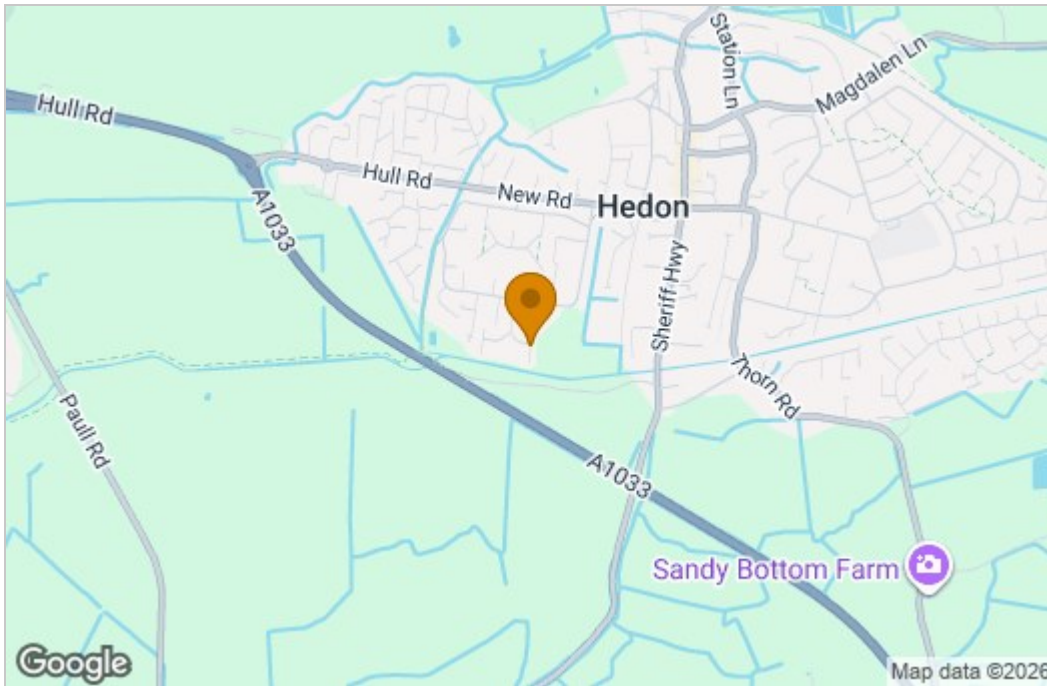 Station Ln
Magdalen Ln
Hull Rd
Hull Rd
New Rd
Hedon
A1033
Sheriff Hwy
Thorn Rd
Paull Rd
A1033
Sandy Bottom Farm
Google
Map data ©2026